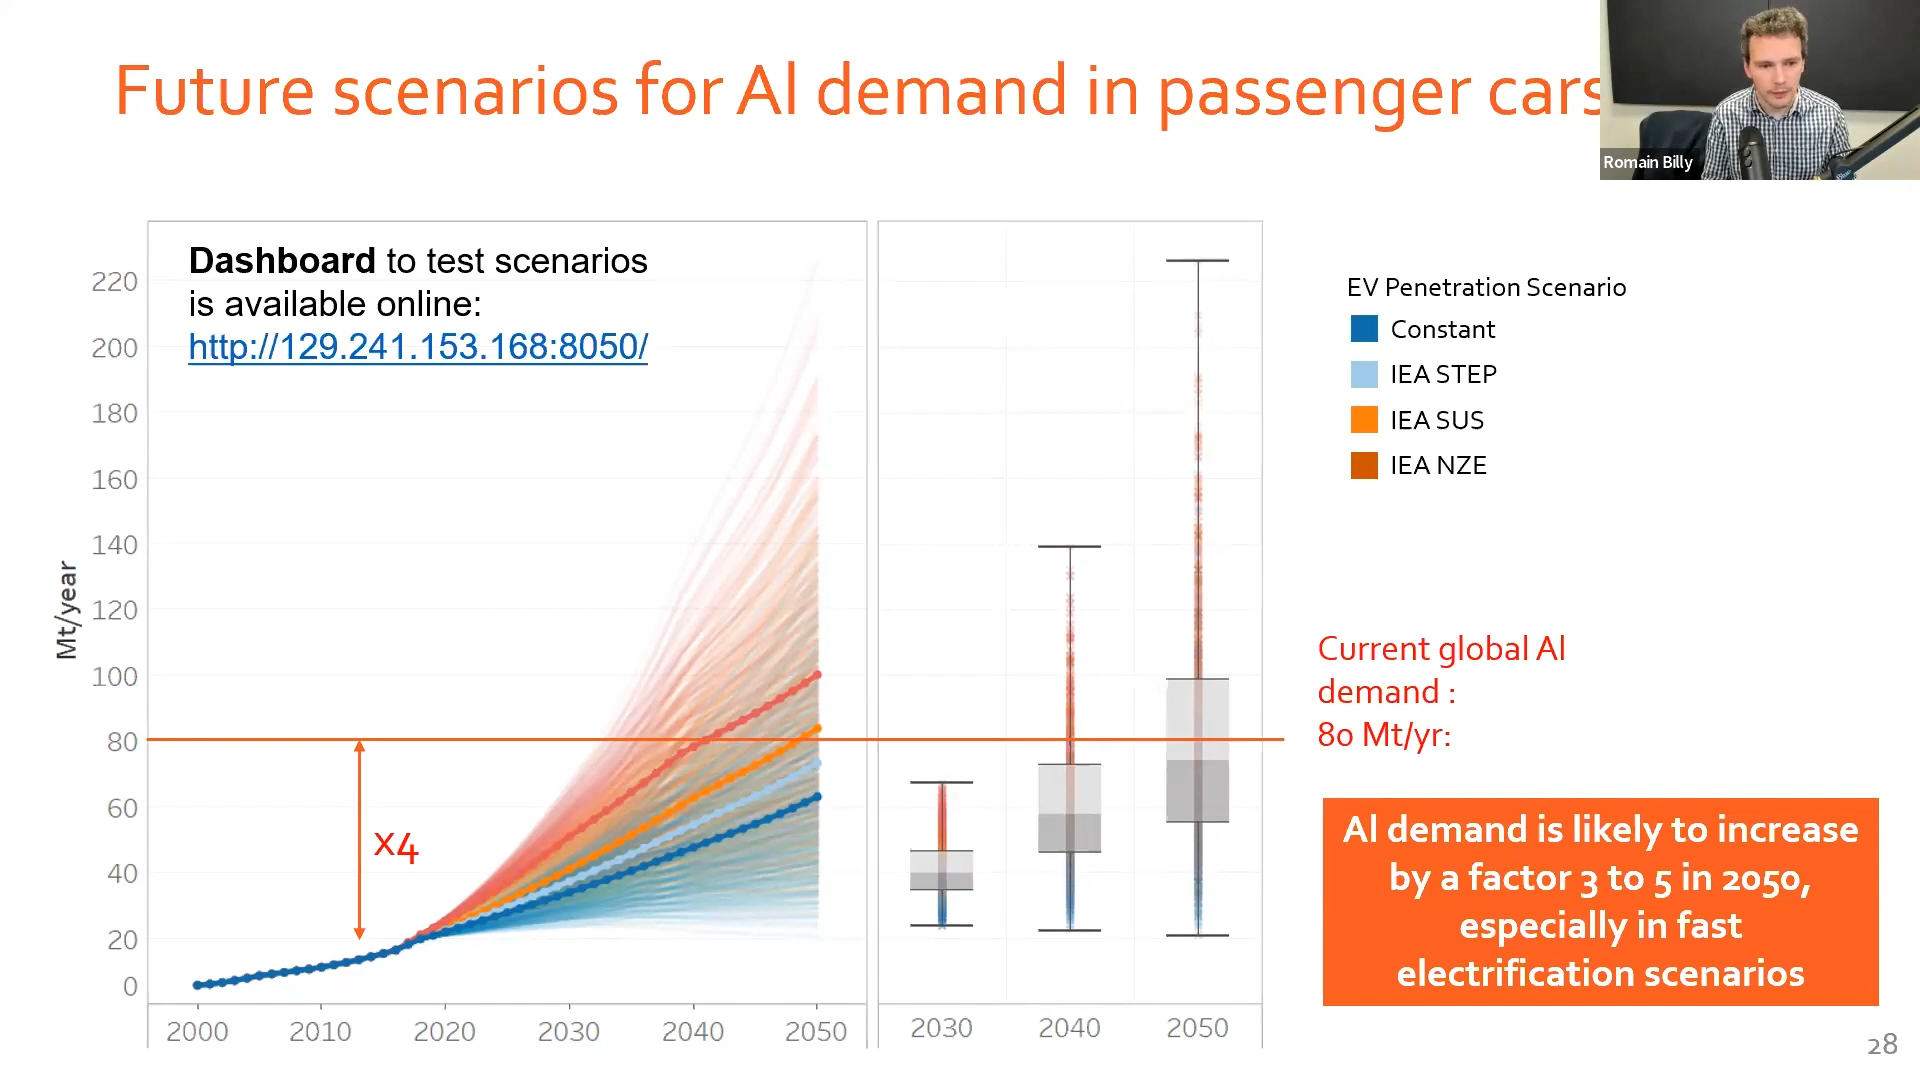 Future scenarios for Al demand in passenger cars
Romain Billy
Dashboard to test scenarios
is available online:
http://129.241.153.168:8050/
Mt/year
220
200
180
160
140
120
100
80
60
40
20
0
x4
2000 2010 2020 2030 2040 2050
2030 2040 2050
EV Penetration Scenario
Constant
IEA STEP
IEA SUS
IEA NZE
Current global Al
demand :
80 Mt/yr:
Al demand is likely to increase
by a factor 3 to 5 in 2050,
especially in fast
electrification scenarios
28